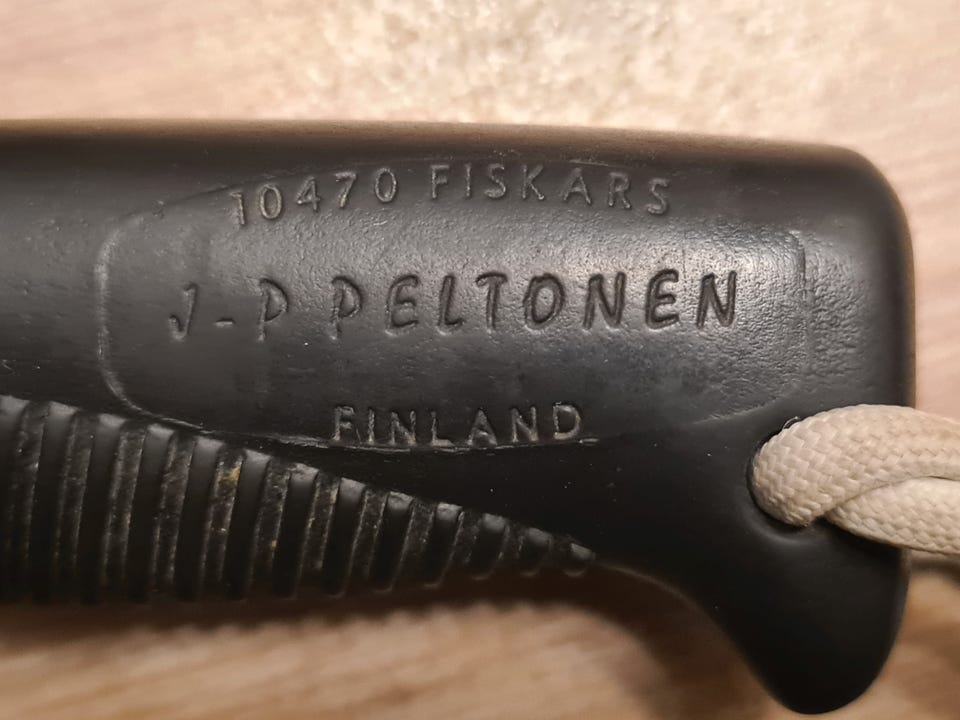 10470 FISKARS
J-P PELTONEN
FINLAND